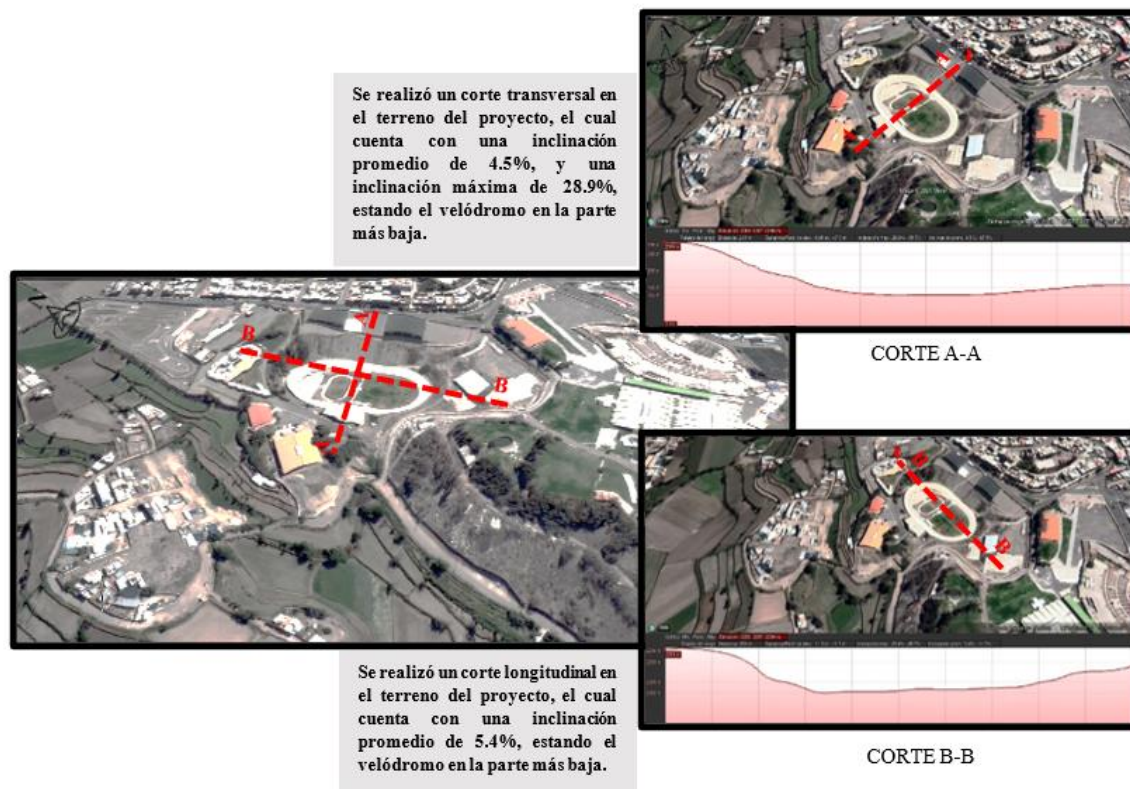 Se realizó un corte transversal en
el terreno del proyecto, el cual
cuenta con una inclinación
promedio de 4.5%, y una
inclinación máxima de 28.9%,
estando el velódromo en la parte
más baja.
A
CORTE A-A
B
A
B
Se realizó un corte longitudinal en
el terreno del proyecto, el cual
cuenta con una inclinación
promedio de 5.4%, estando el
velódromo en la parte más baja.
B
B
CORTE B-B